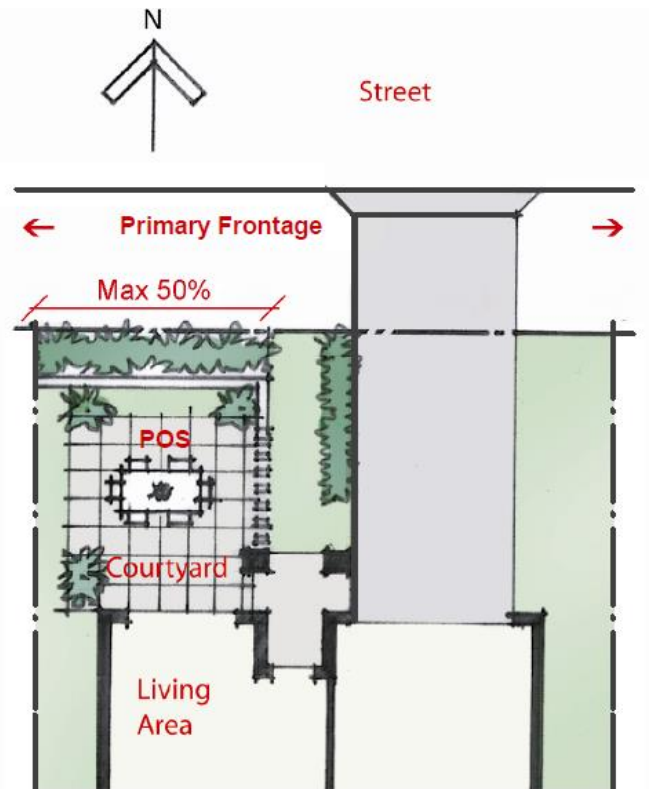 N
Street
← Primary Frontage →
Max 50%
POS
Courtyard
Living
Area